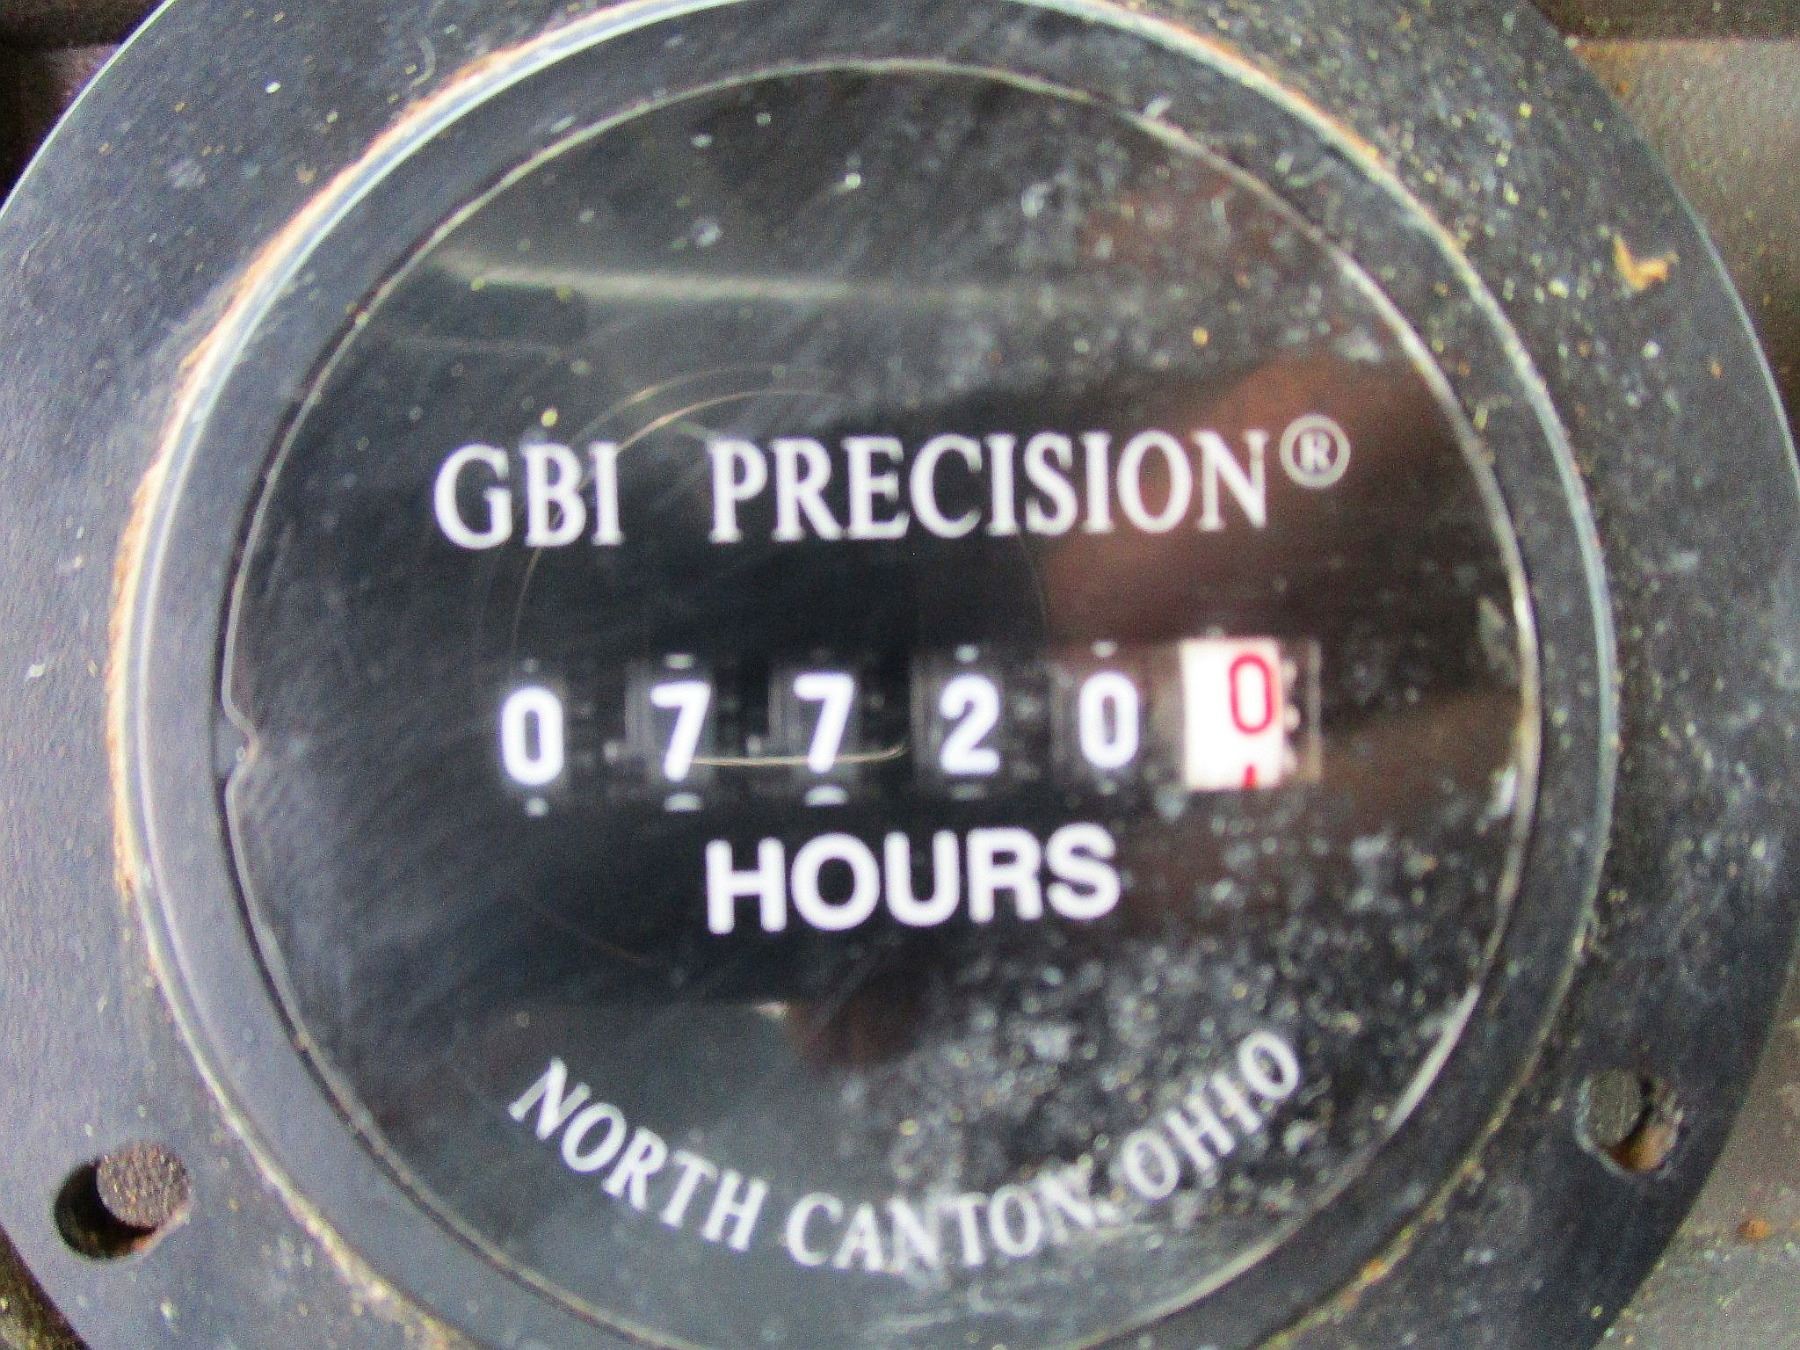 GBI PRECISION®
077200
HOURS
NORTH CANTON, OHIO